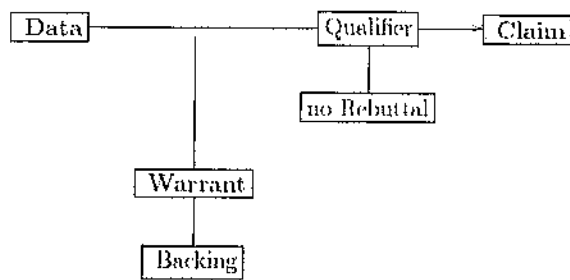 Data
Qualifier
Claim
no Rebuttal
Warrant
Backing